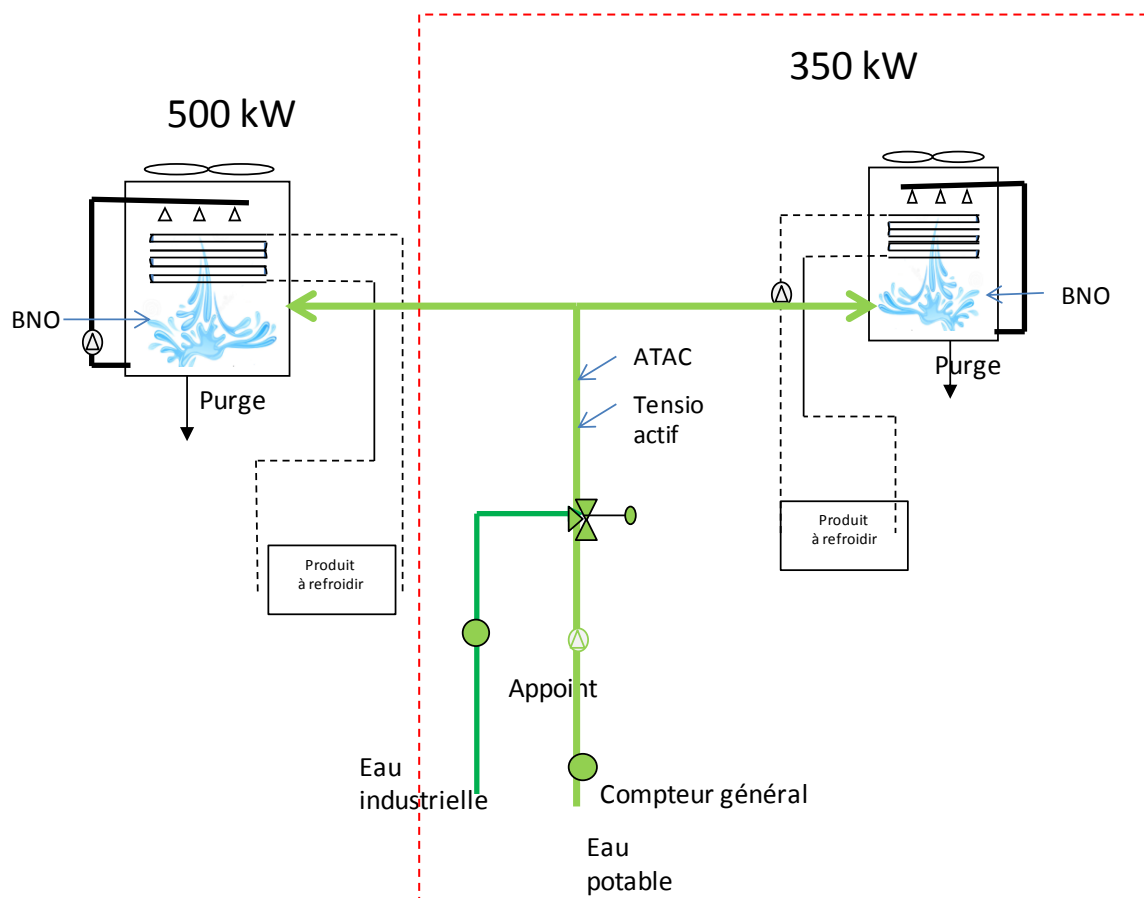 350 kW
500 kW
BNO
BNO
ATAC
Purge
Purge
Tensio
actif
Produit
à refroidir
Produit
à refroidir
Appoint
Eau
industrielle
Compteur général
Eau
potable